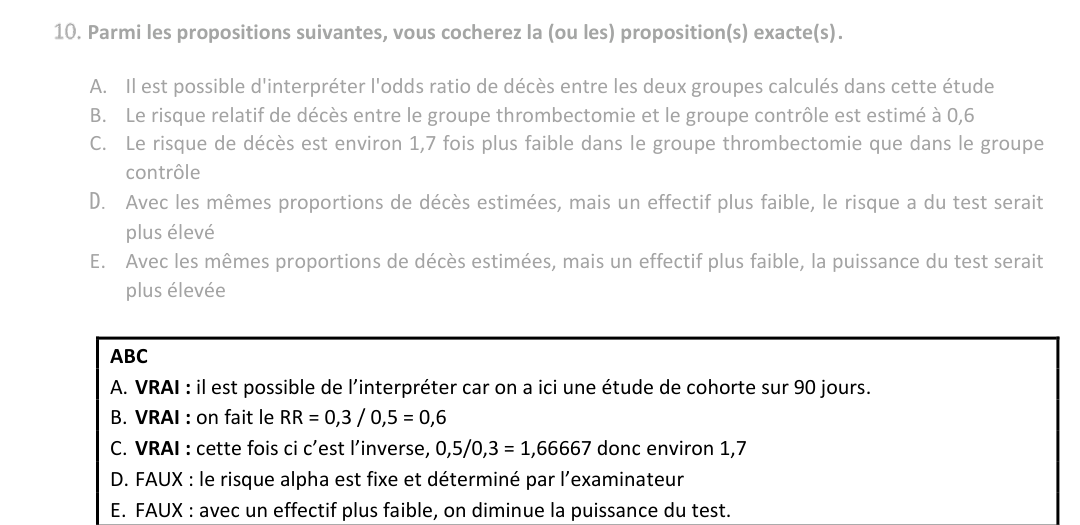 10. Parmi les propositions suivantes, vous cocherez la (ou les) proposition(s) exacte(s).
A. Il est possible d'interpréter l'odds ratio de décès entre les deux groupes calculés dans cette étude
B. Le risque relatif de décès entre le groupe thrombectomie et le groupe contrôle est estimé à 0,6
C. Le risque de décès est environ 1,7 fois plus faible dans le groupe thrombectomie que dans le groupe
contrôle
D. Avec les mêmes proportions de décès estimées, mais un effectif plus faible, le risque a du test serait
plus élevé
E. Avec les mêmes proportions de décès estimées, mais un effectif plus faible, la puissance du test serait
plus élevée
ABC
A. VRAI : il est possible de l’interpréter car on a ici une étude de cohorte sur 90 jours.
B. VRAI : on fait le RR = 0,3 / 0,5 = 0,6
C. VRAI : cette fois ci c’est l’inverse, 0,5/0,3 = 1,66667 donc environ 1,7
D. FAUX : le risque alpha est fixe et déterminé par l’examinateur
E. FAUX : avec un effectif plus faible, on diminue la puissance du test.